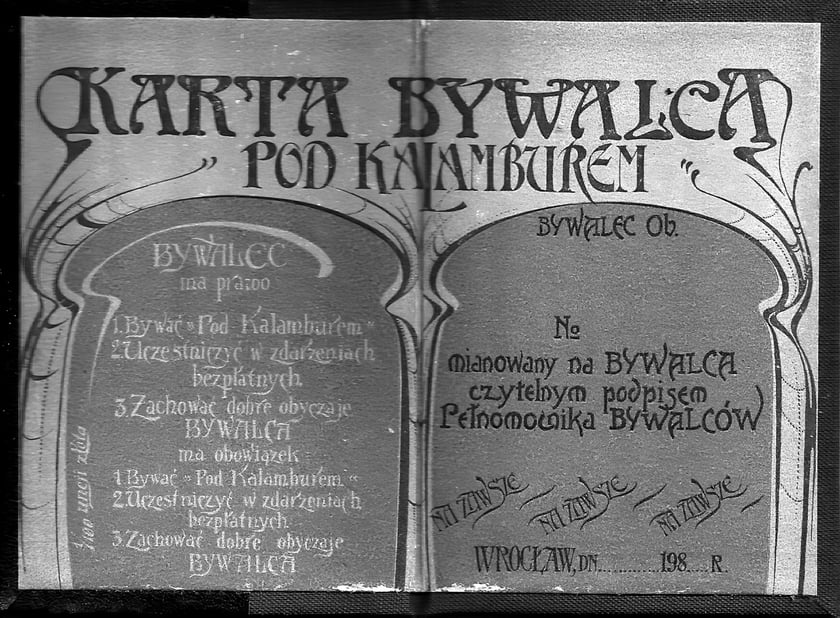 KARTA BYWALCA
„POD KALAMBUREM”
BYWALEC
ma prawo
1. Bywać »Pod Kalamburem“
2. Uczestniczyć w zdarzeniach
bezpłatnych.
3. Zachować dobre obyczaje
BYWALCA
ma obowiązek
1. Bywać »Pod Kalamburem.“
2. Uczestniczyć w zdarzeniach
bezpłatnych.
3. Zachować dobre obyczaje
BYWALCA
uncji złota
BYWALEC Ob.
№
mianowany na BYWALCA
czytelnym podpisem
Pełnomocnika BYWALCÓW
NA ZAWSZE — NA ZAWSZE — NA ZAWSZE —
WROCŁAW, DN............198....R.